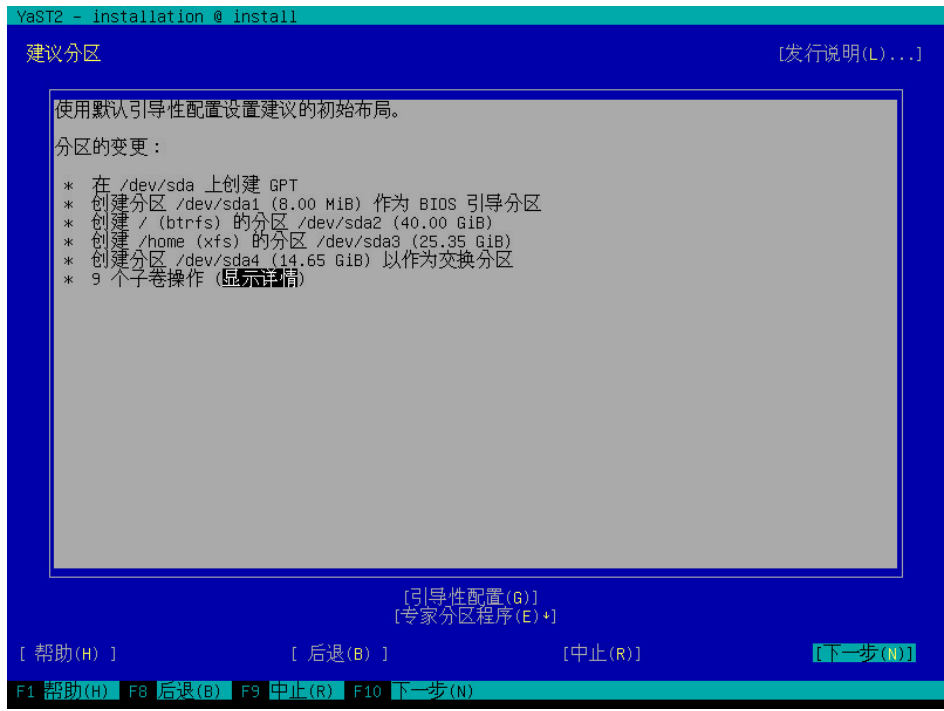 YaST2 - installation @ install
建议分区 [发行说明(L)...]
使用默认引导性配置设置建议的初始布局。
分区的变更：
* 在 /dev/sda 上创建 GPT
* 创建分区 /dev/sda1 (8.00 MiB) 作为 BIOS 引导分区
* 创建 / (btrfs) 的分区 /dev/sda2 (40.00 GiB)
* 创建 /home (xfs) 的分区 /dev/sda3 (25.35 GiB)
* 创建分区 /dev/sda4 (14.65 GiB) 以作为交换分区
* 9 个子卷操作 (显示详情)
[引导性配置(G)]
[专家分区程序(E)↓]
[ 帮助(H) ] [ 后退(B) ] [中止(R)] [下一步(N)]
F1 帮助(H) F8 后退(B) F9 中止(R) F10 下一步(N)